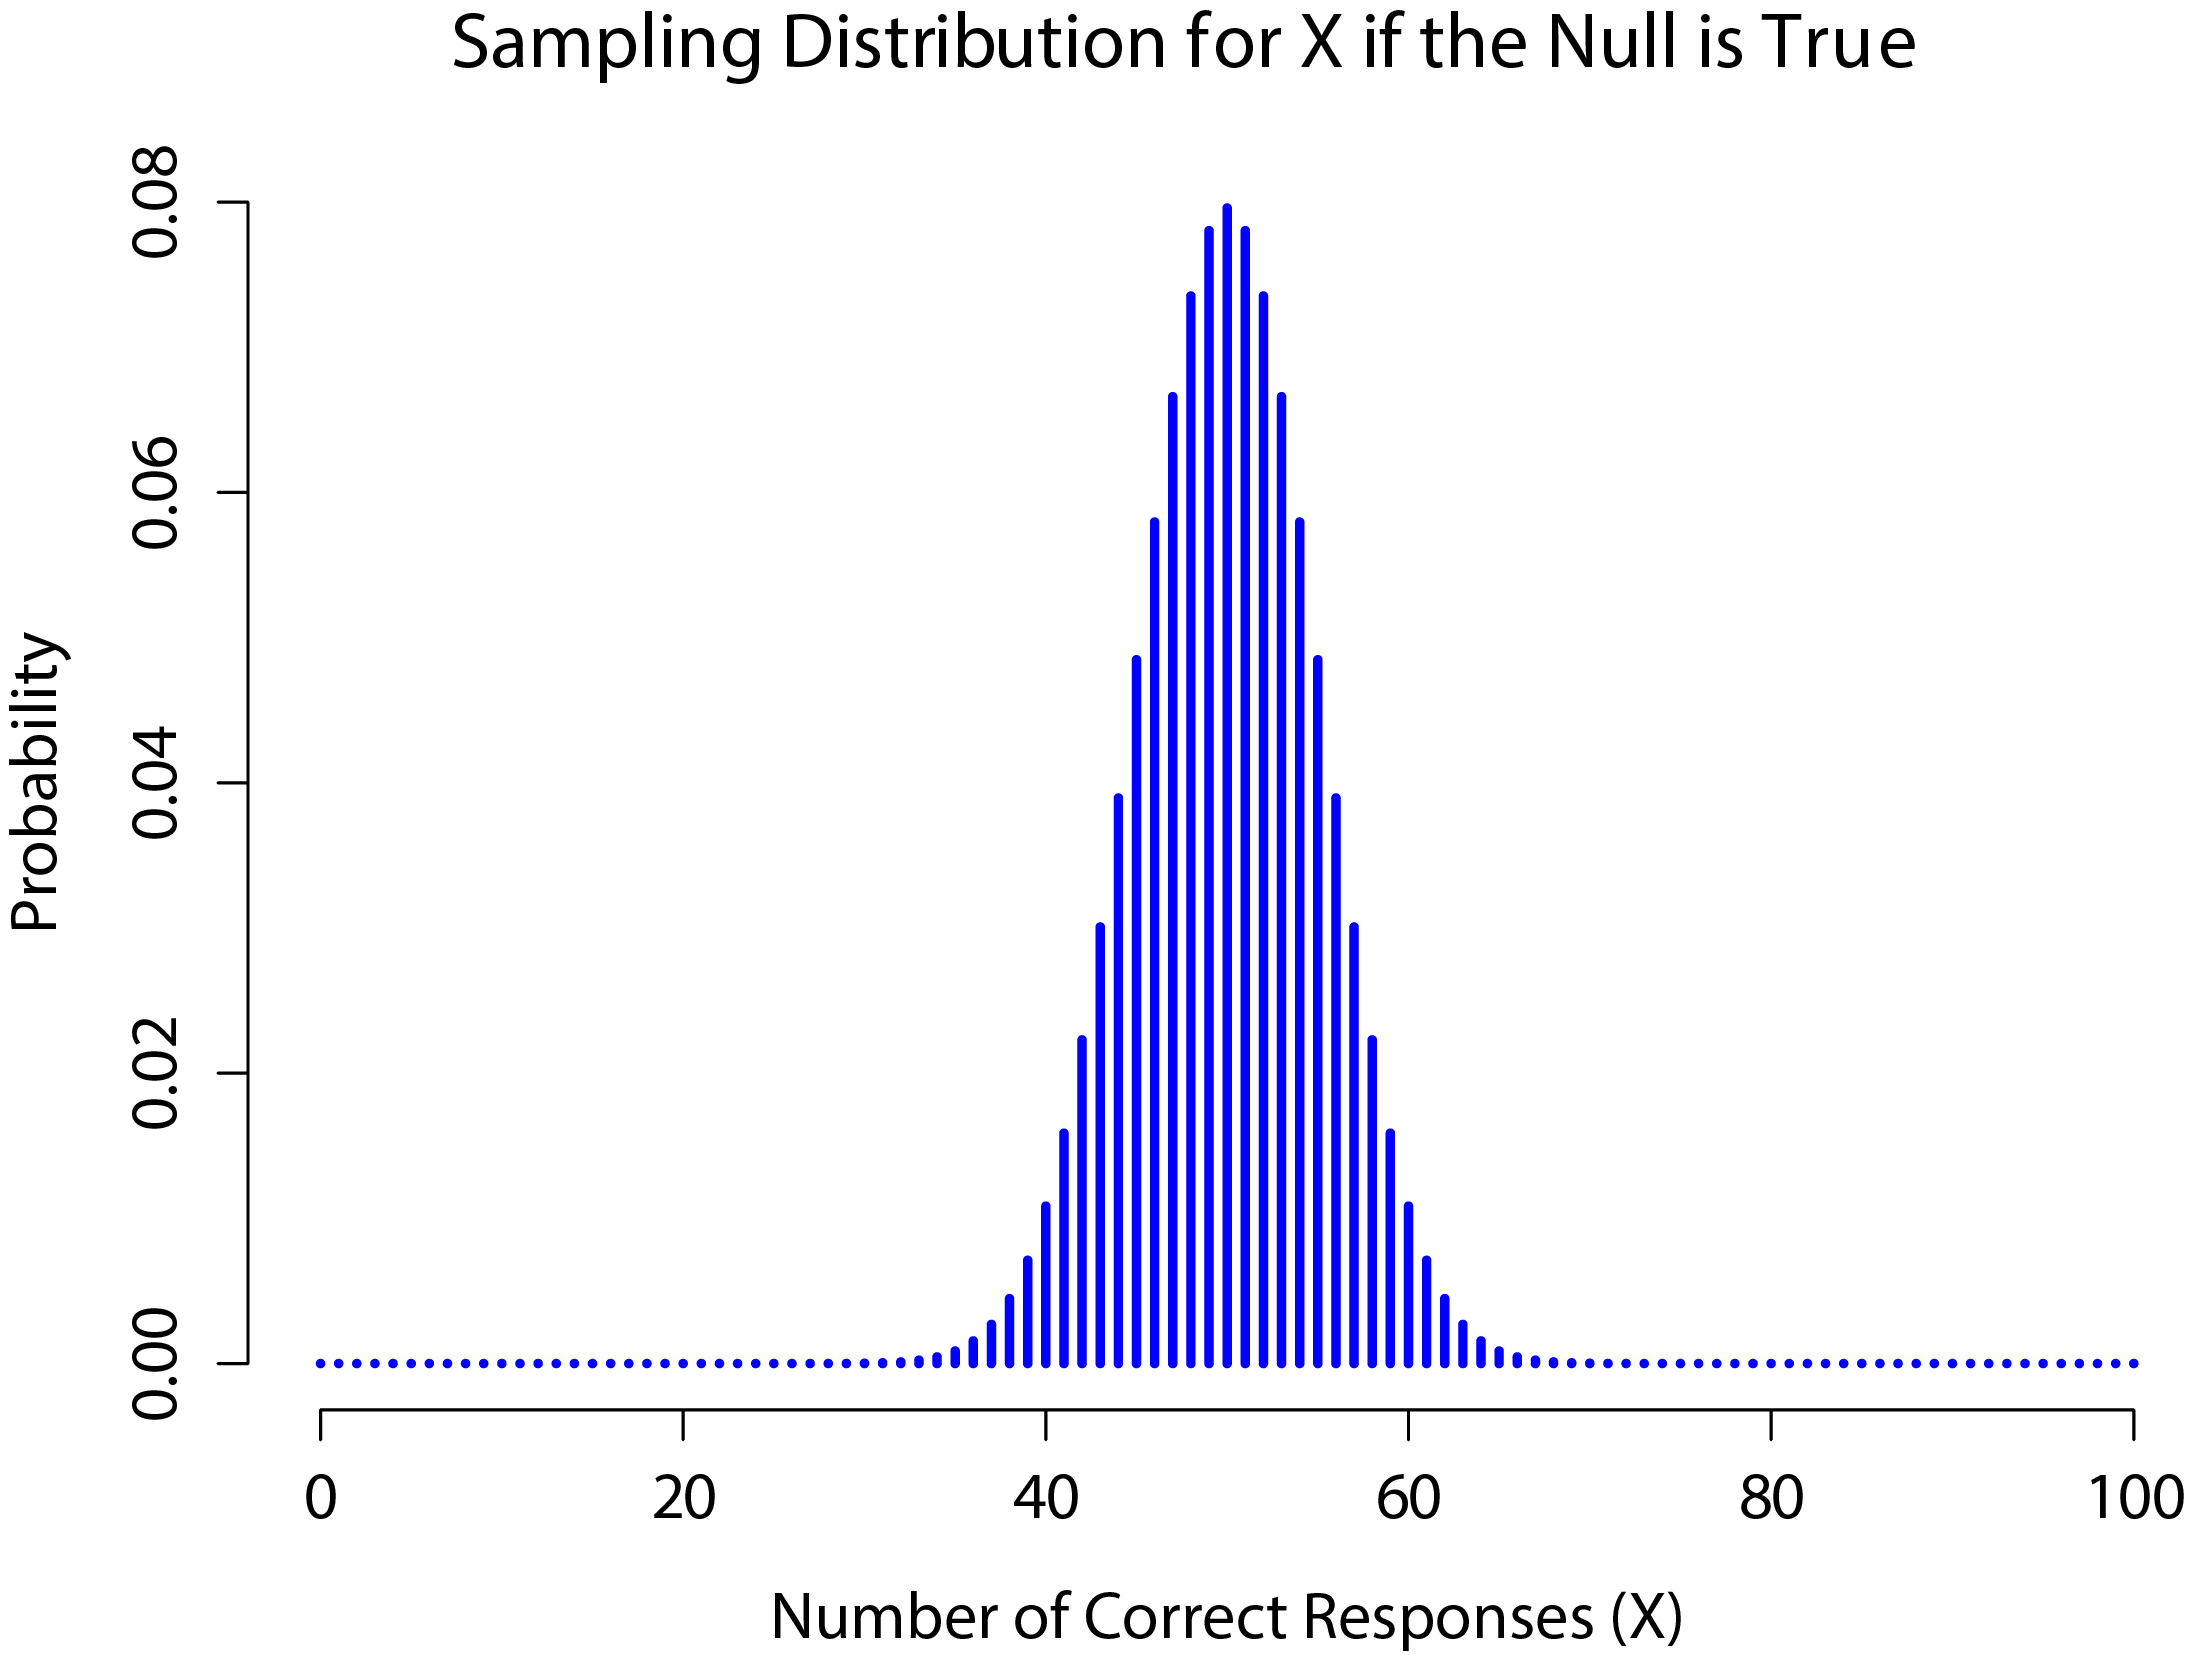 Sampling Distribution for X if the Null is True
0.08
0.06
0.04
0.02
0.00
Probability
0 20 40 60 80 100
Number of Correct Responses (X)